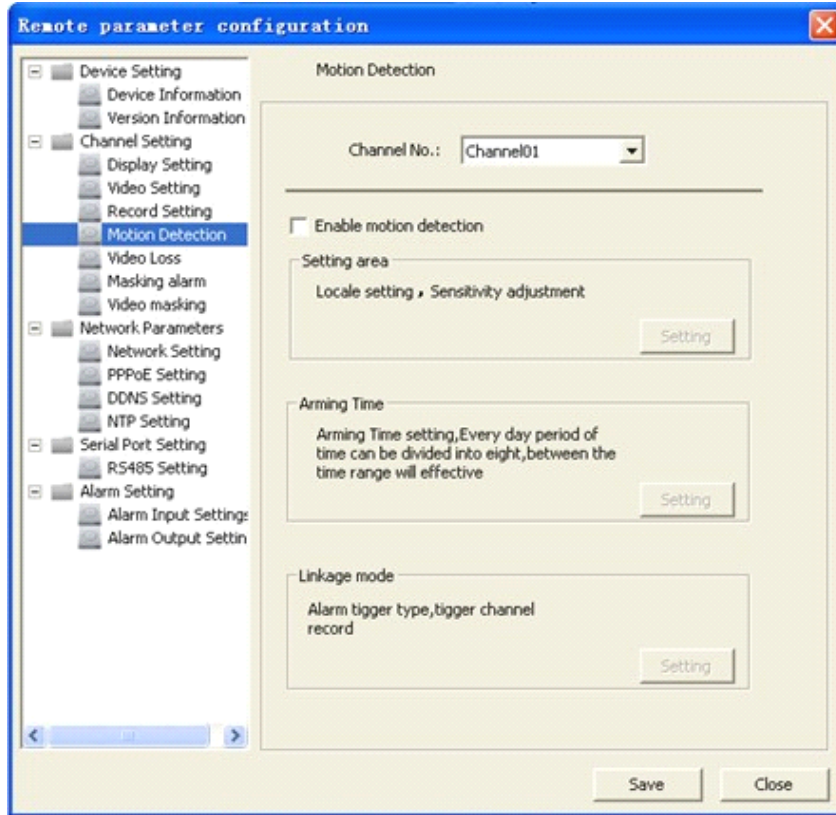 Remote parameter configuration
Device Setting
Device Information
Version Information
Channel Setting
Display Setting
Video Setting
Record Setting
Motion Detection
Video Loss
Masking alarm
Video masking
Network Parameters
Network Setting
PPPoE Setting
DDNS Setting
NTP Setting
Serial Port Setting
RS485 Setting
Alarm Setting
Alarm Input Settings
Alarm Output Settin
Motion Detection
Channel No.: Channel01
Enable motion detection
Setting area
Locale setting , Sensitivity adjustment
Setting
Arming Time
Arming Time setting,Every day period of
time can be divided into eight,between the
time range will effective
Setting
Linkage mode
Alarm tigger type,tigger channel
record
Setting
Save Close